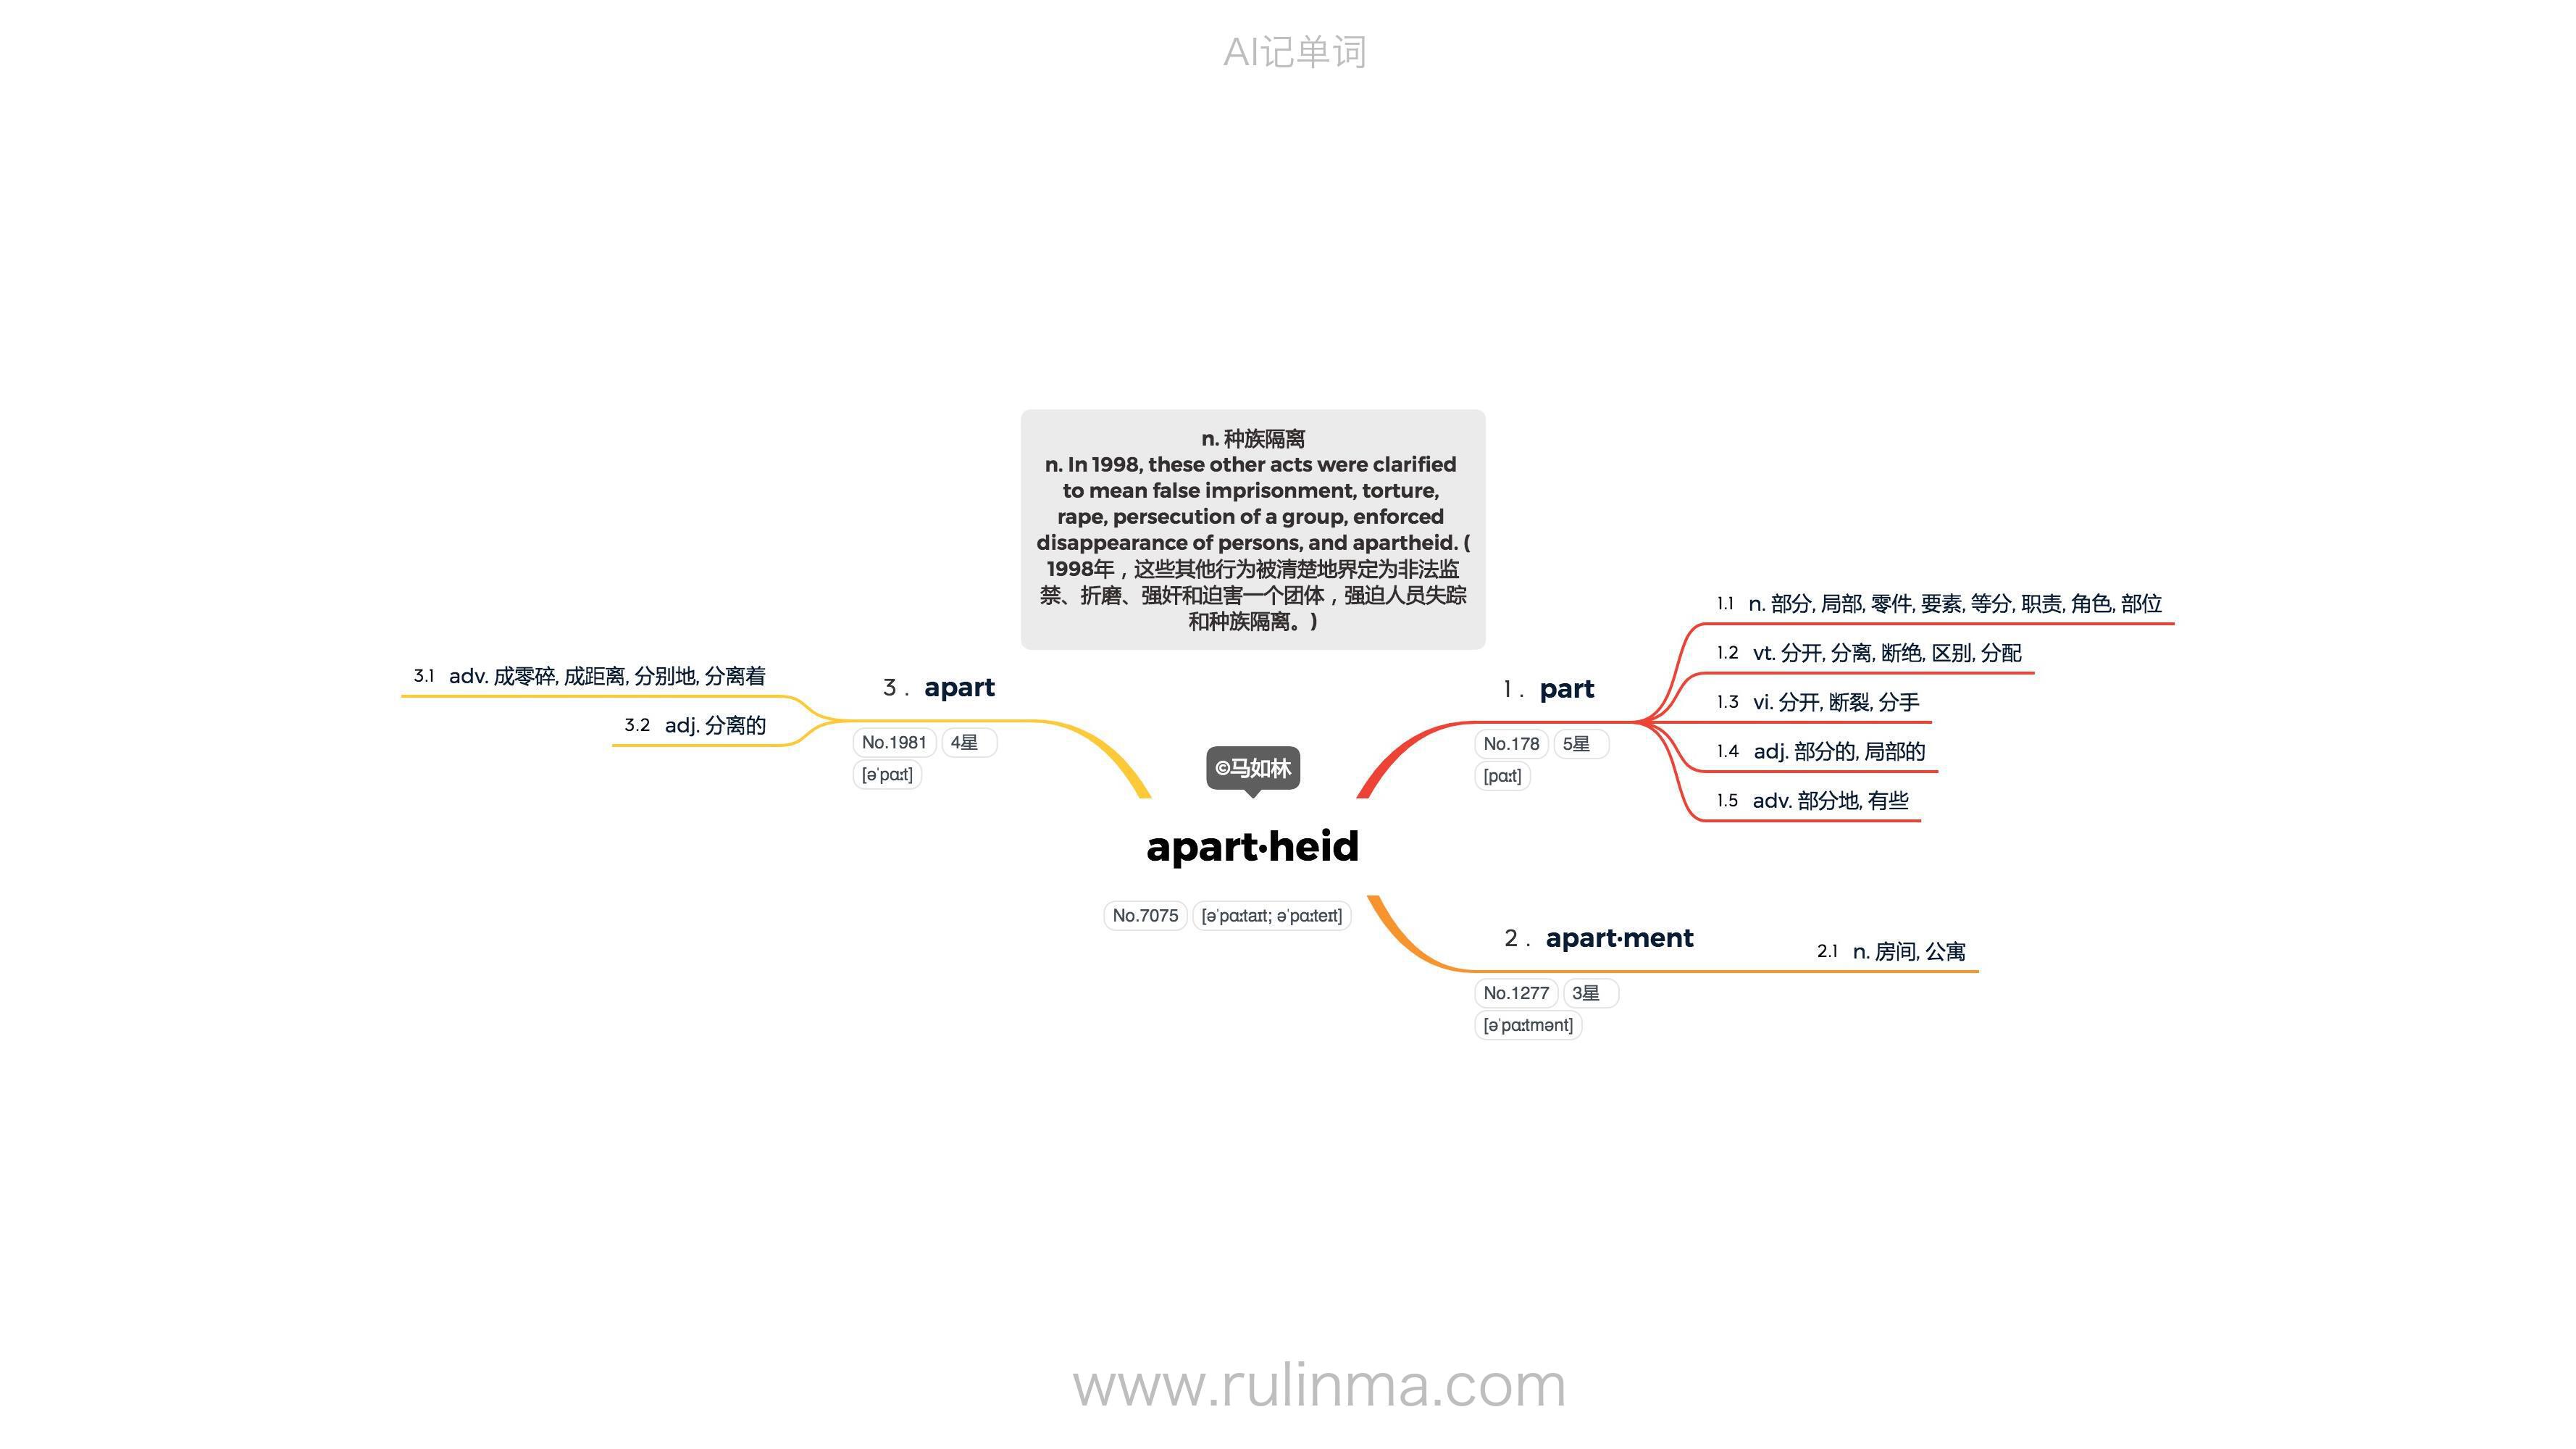 AI记单词
n. 种族隔离
n. In 1998, these other acts were clarified
to mean false imprisonment, torture,
rape, persecution of a group, enforced
disappearance of persons, and apartheid. (
1998年，这些其他行为被清楚地界定为非法监
禁、折磨、强奸和迫害一个团体，强迫人员失踪
和种族隔离。)
©马如林
apart·heid
No.7075 [əˈpɑːtaɪt; əˈpɑːteɪt]
1. part
No.178 5星
[pɑːt]
1.1 n. 部分, 局部, 零件, 要素, 等分, 职责, 角色, 部位
1.2 vt. 分开, 分离, 断绝, 区别, 分配
1.3 vi. 分开, 断裂, 分手
1.4 adj. 部分的, 局部的
1.5 adv. 部分地, 有些
2. apart·ment
No.1277 3星
[əˈpɑːtmənt]
2.1 n. 房间, 公寓
3. apart
No.1981 4星
[əˈpɑːt]
3.1 adv. 成零碎, 成距离, 分别地, 分离着
3.2 adj. 分离的
www.rulinma.com